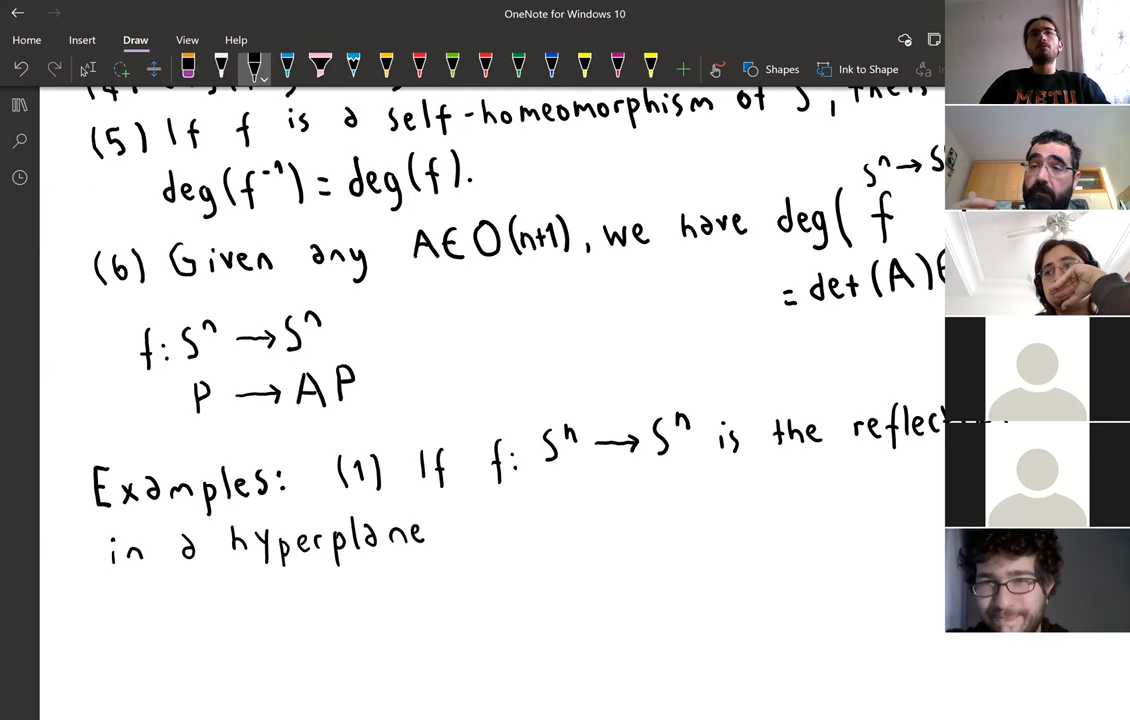 OneNote for Windows 10
Home Insert Draw View Help
Shapes Ink to Shape
(5) If f is a self-homeomorphism of S
deg(f⁻¹) = deg(f).
Sⁿ → S
(6) Given any A ∈ O(n+1), we have deg( f
= det(A)
f: Sⁿ → Sⁿ
P → AP
Examples: (1) If f: Sⁿ → Sⁿ is the
in a hyperplane
METU